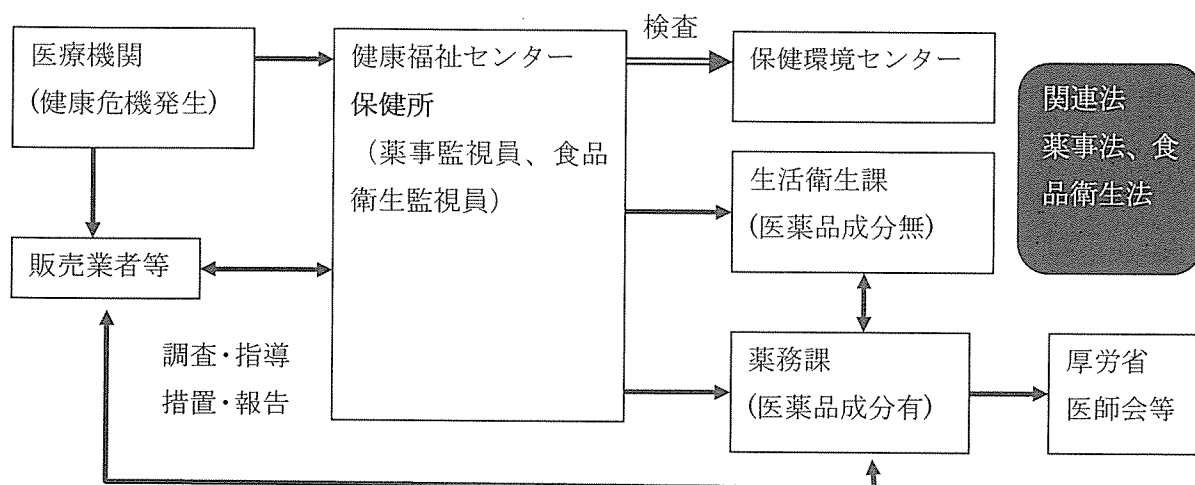 医療機関
(健康危機発生)
健康福祉センター
保健所
（薬事監視員、食品
衛生監視員）
検査
保健環境センター
関連法
薬事法、食
品衛生法
生活衛生課
(医薬品成分無)
販売業者等
調査・指導
措置・報告
薬務課
(医薬品成分有)
厚労省
医師会等